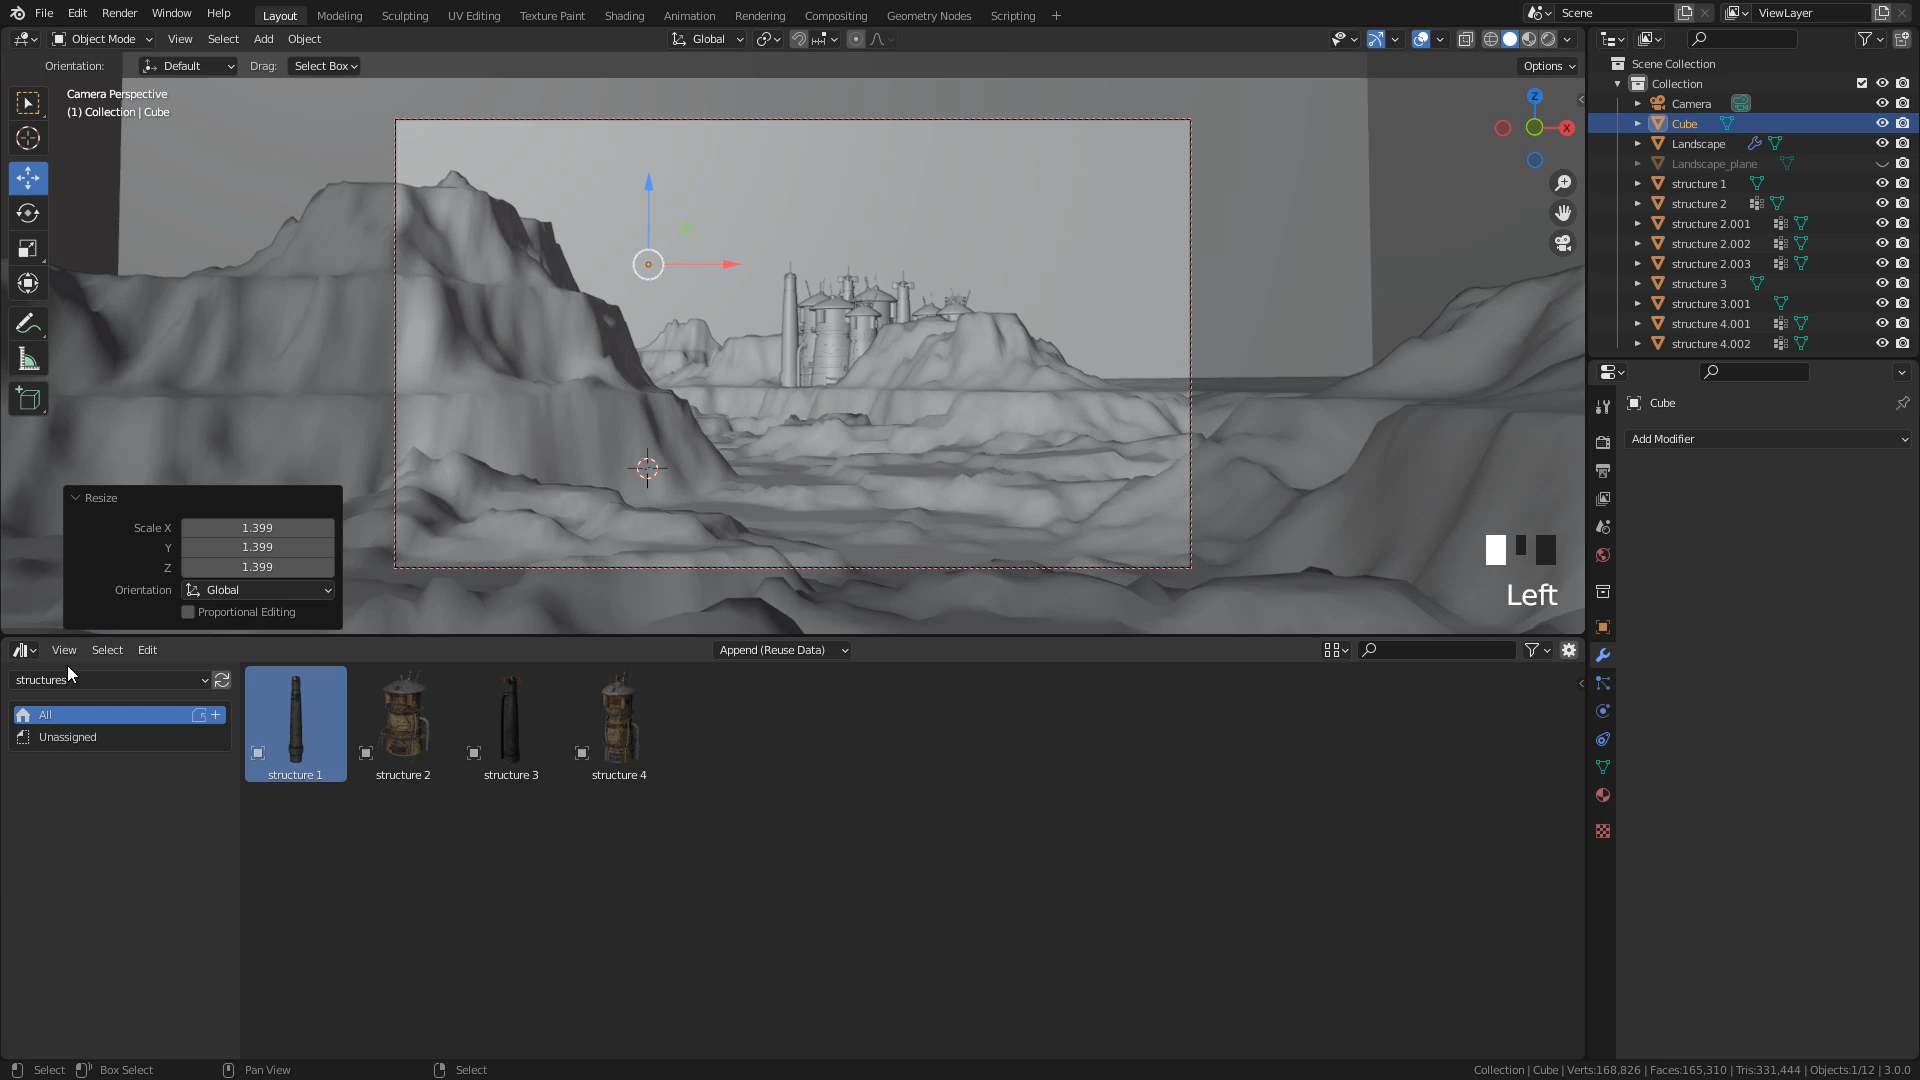 File Edit Render Window Help Layout Modeling Sculpting UV Editing Texture Paint Shading Animation Rendering Compositing Geometry Nodes Scripting + Scene ViewLayer
Object Mode View Select Add Object Global
Orientation: Default Drag: Select Box Options
Camera Perspective
(1) Collection | Cube
Z
X
Left
Resize
Scale X 1.399
Y 1.399
Z 1.399
Orientation Global
Proportional Editing
Scene Collection
Collection
Camera
Cube
Landscape
Landscape_plane
structure 1
structure 2
structure 2.001
structure 2.002
structure 2.003
structure 3
structure 3.001
structure 4.001
structure 4.002
Cube
Add Modifier
View Select Edit Append (Reuse Data)
structures
All
Unassigned
structure 1 structure 2 structure 3 structure 4
Select Box Select Pan View Select Collection | Cube | Verts:168,826 | Faces:165,310 | Tris:331,444 | Objects:1/12 | 3.0.0